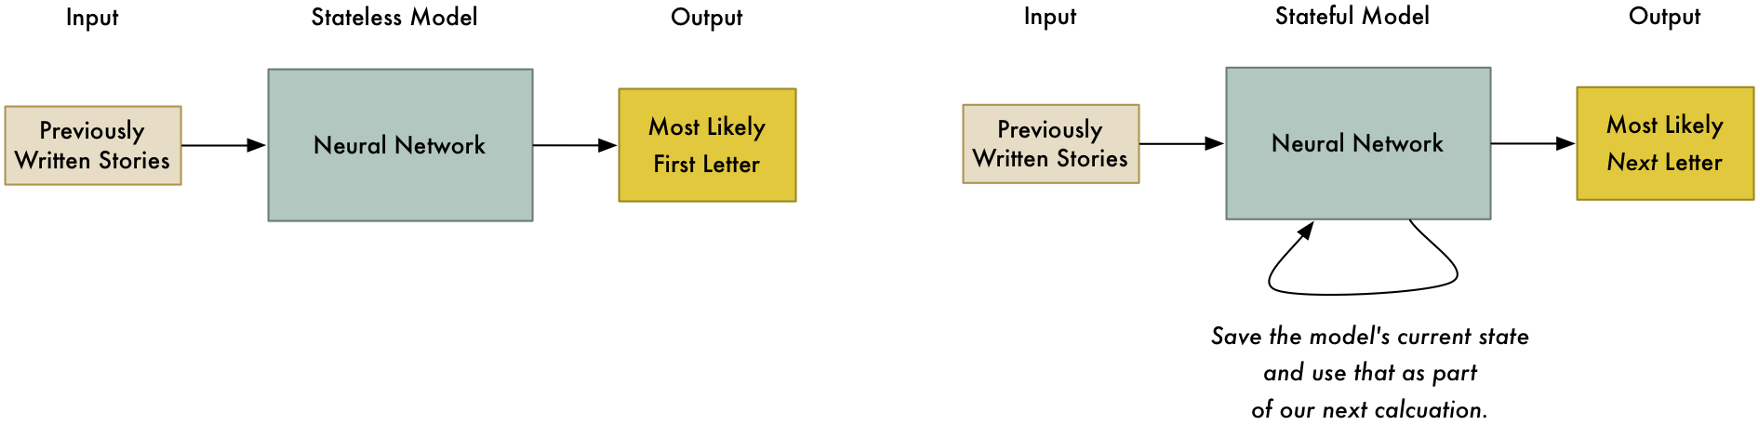 Input
Stateless Model
Output
Previously
Written Stories
Neural Network
Most Likely
First Letter
Input
Stateful Model
Output
Previously
Written Stories
Neural Network
Most Likely
Next Letter
Save the model's current state
and use that as part
of our next calcuation.